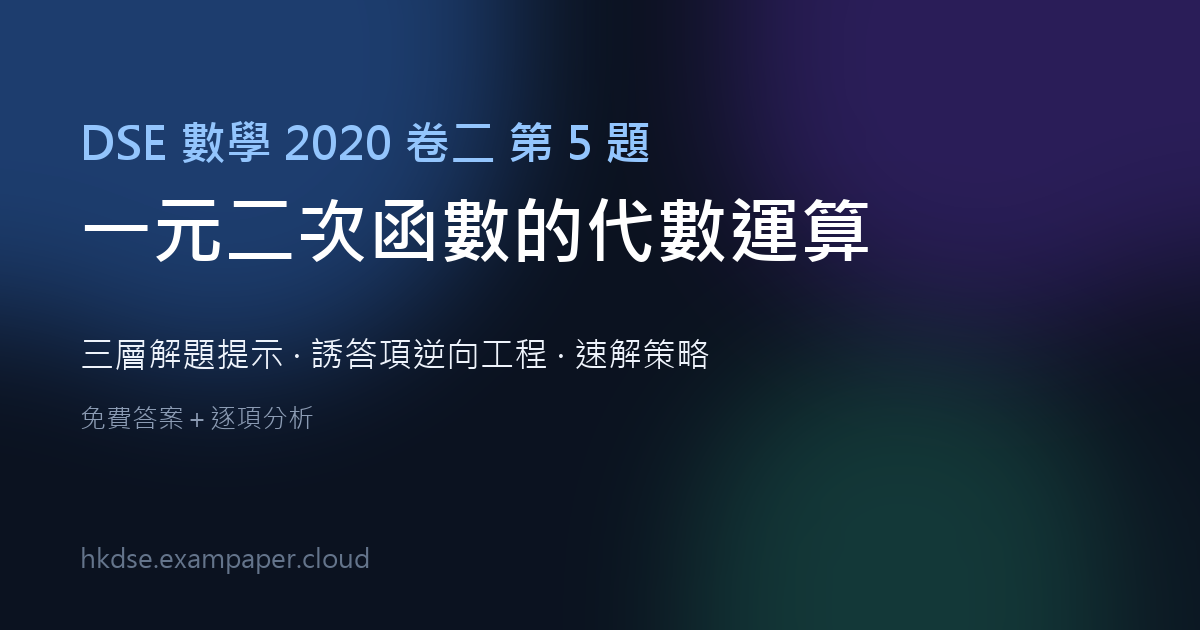 DSE 數學 2020 卷二 第 5 題
一元二次函數的代數運算
三層解題提示 · 誘答項逆向工程 · 速解策略
免費答案 + 逐項分析
hkdse.exampaper.cloud